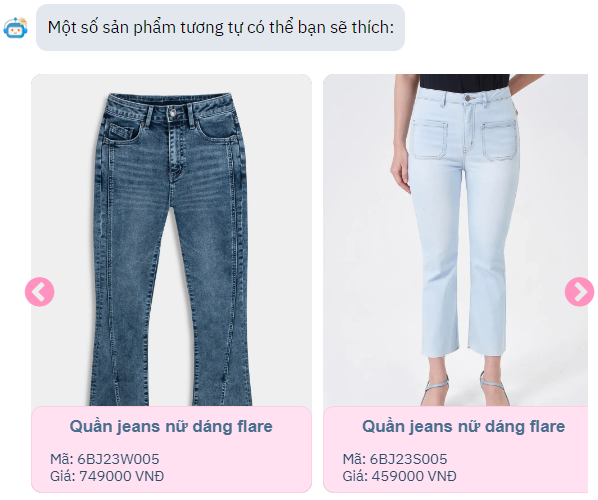 Một số sản phẩm tương tự có thể bạn sẽ thích:
Quần jeans nữ dáng flare
Mã: 6BJ23W005
Giá: 749000 VNĐ
Quần jeans nữ dáng flare
Mã: 6BJ23S005
Giá: 459000 VNĐ